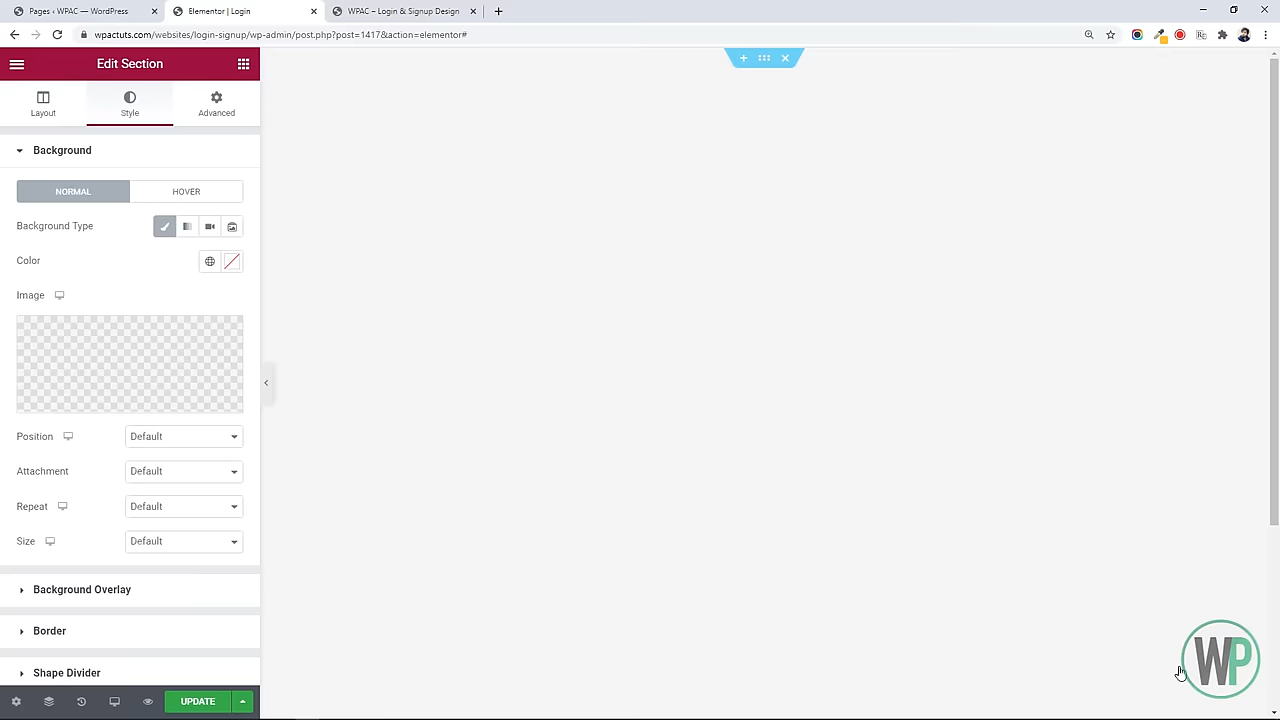 Pages ‹ WPAC — WordPress
Elementor | Login
WPAC – Login & Signup Design
wpactuts.com/websites/login-signup/wp-admin/post.php?post=1417&action=elementor#
Edit Section
Layout
Style
Advanced
Background
NORMAL
HOVER
Background Type
Color
Image
Position
Default
Attachment
Default
Repeat
Default
Size
Default
Background Overlay
Border
Shape Divider
UPDATE
WP